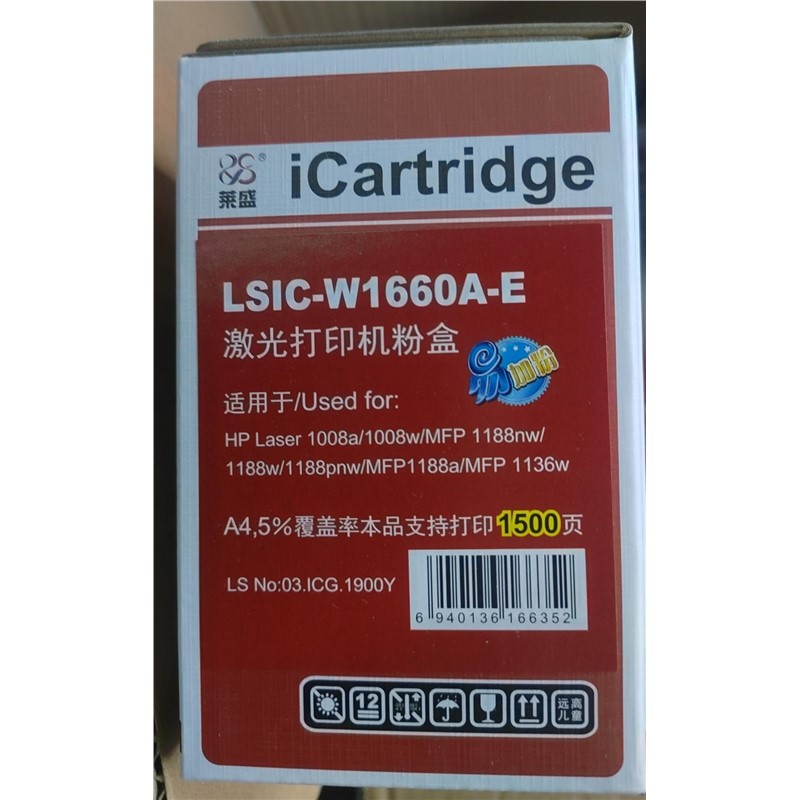 莱盛®
iCartridge
LSIC-W1660A-E
激光打印机粉盒
易加粉
适用于/Used for:
HP Laser 1008a/1008w/MFP 1188nw/
1188w/1188pnw/MFP1188a/MFP 1136w
A4,5%覆盖率本品支持打印1500页
LS No:03.ICG.1900Y
6 940136 166352
12
远离
儿童